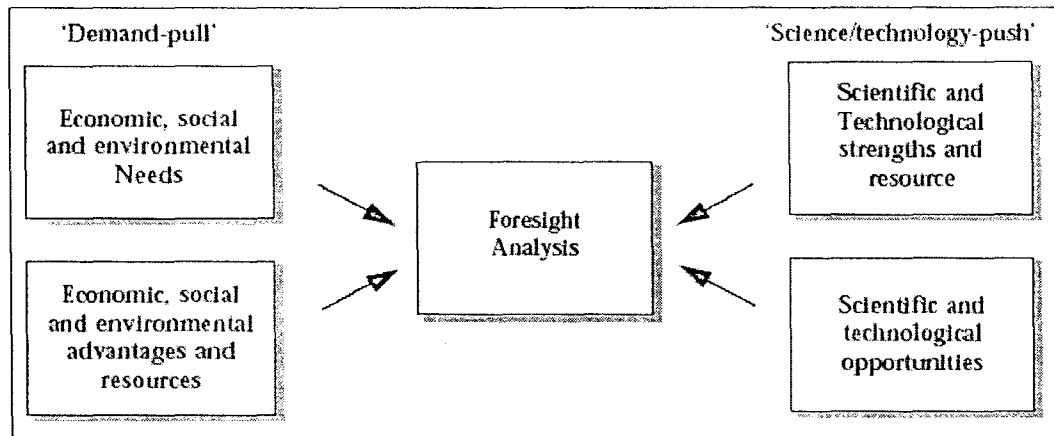 'Demand-pull'
Economic, social
and environmental
Needs
Economic, social
and environmental
advantages and
resources
Foresight
Analysis
'Science/technology-push'
Scientific and
Technological
strengths and
resource
Scientific and
technological
opportunities